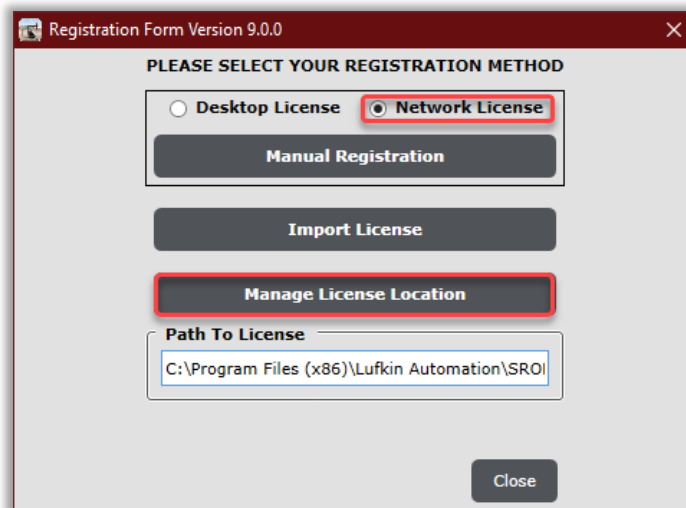 Registration Form Version 9.0.0
PLEASE SELECT YOUR REGISTRATION METHOD
Desktop License Network License
Manual Registration
Import License
Manage License Location
Path To License
C:\Program Files (x86)\Lufkin Automation\SRO
Close